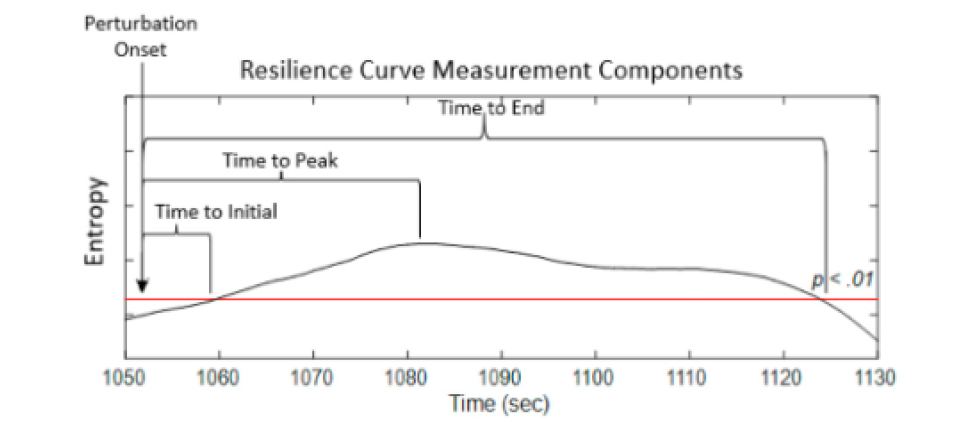 Perturbation
Onset
Resilience Curve Measurement Components
Time to End
Time to Peak
Time to Initial
Entropy
p < .01
1050 1060 1070 1080 1090 1100 1110 1120 1130
Time (sec)